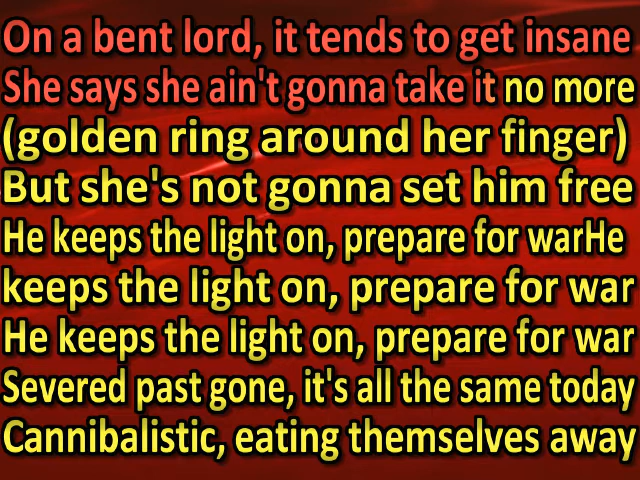 On a bent lord, it tends to get insane
She says she ain't gonna take it no more
(golden ring around her finger)
But she's not gonna set him free
He keeps the light on, prepare for warHe
keeps the light on, prepare for war
He keeps the light on, prepare for war
Severed past gone, it's all the same today
Cannibalistic, eating themselves away